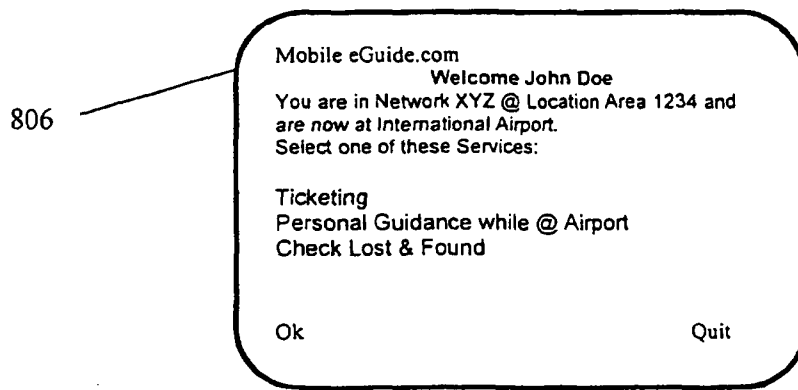 Mobile eGuide.com
Welcome John Doe
You are in Network XYZ @ Location Area 1234 and
are now at International Airport.
Select one of these Services:
806
Ticketing
Personal Guidance while @ Airport
Check Lost & Found
Ok Quit